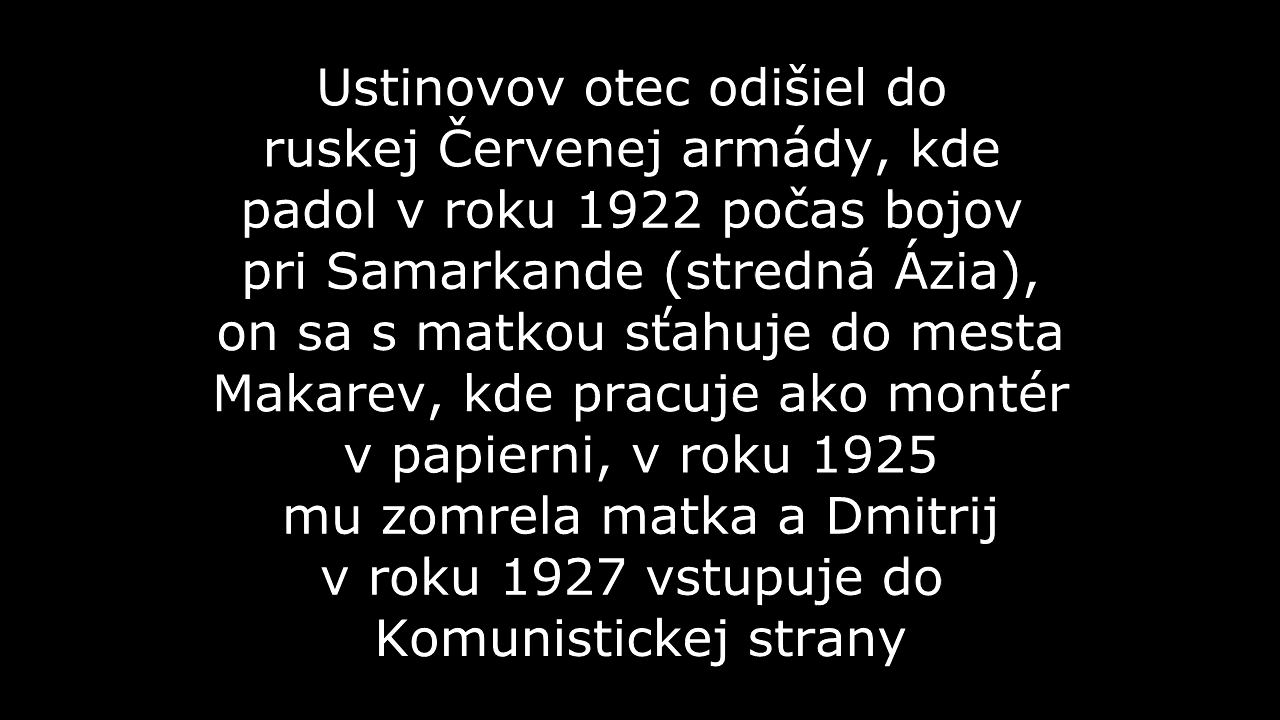 Ustinovov otec odišiel do
ruskej Červenej armády, kde
padol v roku 1922 počas bojov
pri Samarkande (stredná Ázia),
on sa s matkou sťahuje do mesta
Makarev, kde pracuje ako montér
v papierni, v roku 1925
mu zomrela matka a Dmitrij
v roku 1927 vstupuje do
Komunistickej strany